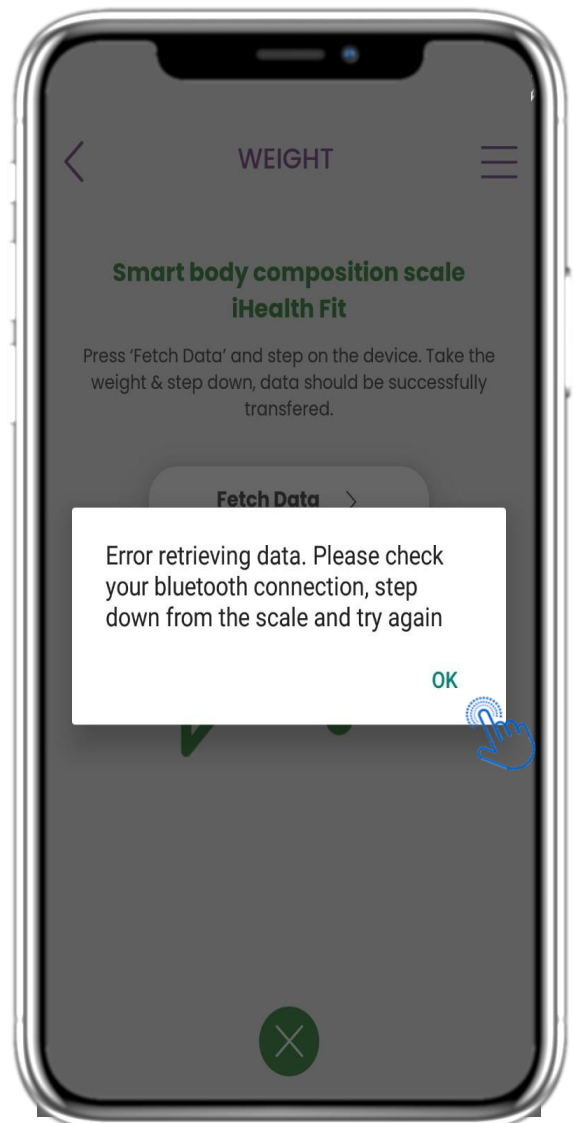 WEIGHT
Smart body composition scale
iHealth Fit
Press ‘Fetch Data’ and step on the device. Take the
weight & step down, data should be successfully
transfered.
Fetch Data
Error retrieving data. Please check
your bluetooth connection, step
down from the scale and try again
OK